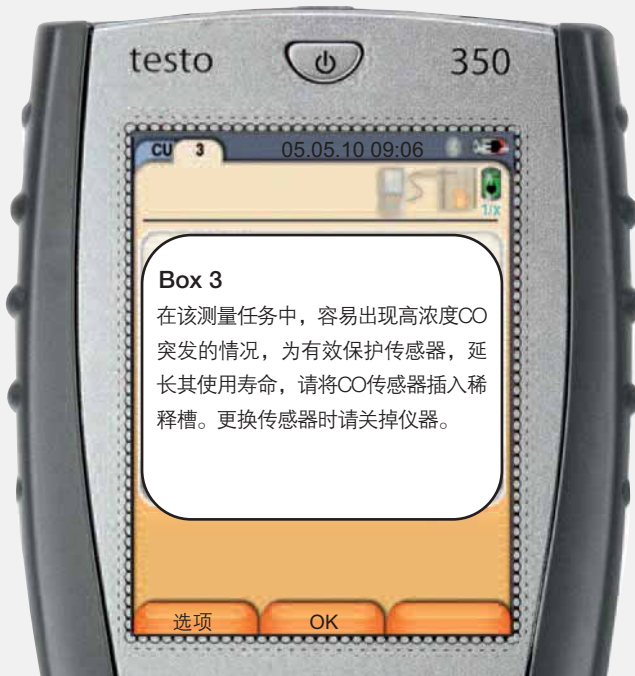 testo 350
CU 3 05.05.10 09:06
1/x
Box 3
在该测量任务中，容易出现高浓度CO
突发的情况，为有效保护传感器，延
长其使用寿命，请将CO传感器插入稀
释槽。更换传感器时请关掉仪器。
选项 OK